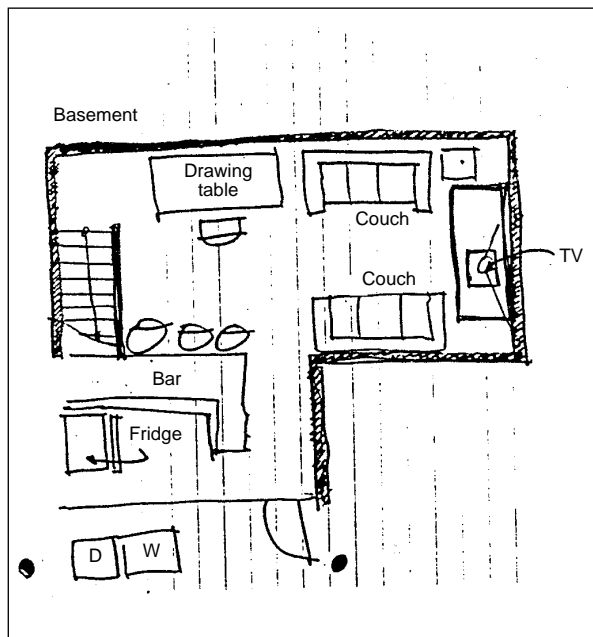 Basement
Drawing
table
Couch
TV
Couch
Bar
Fridge
D
W